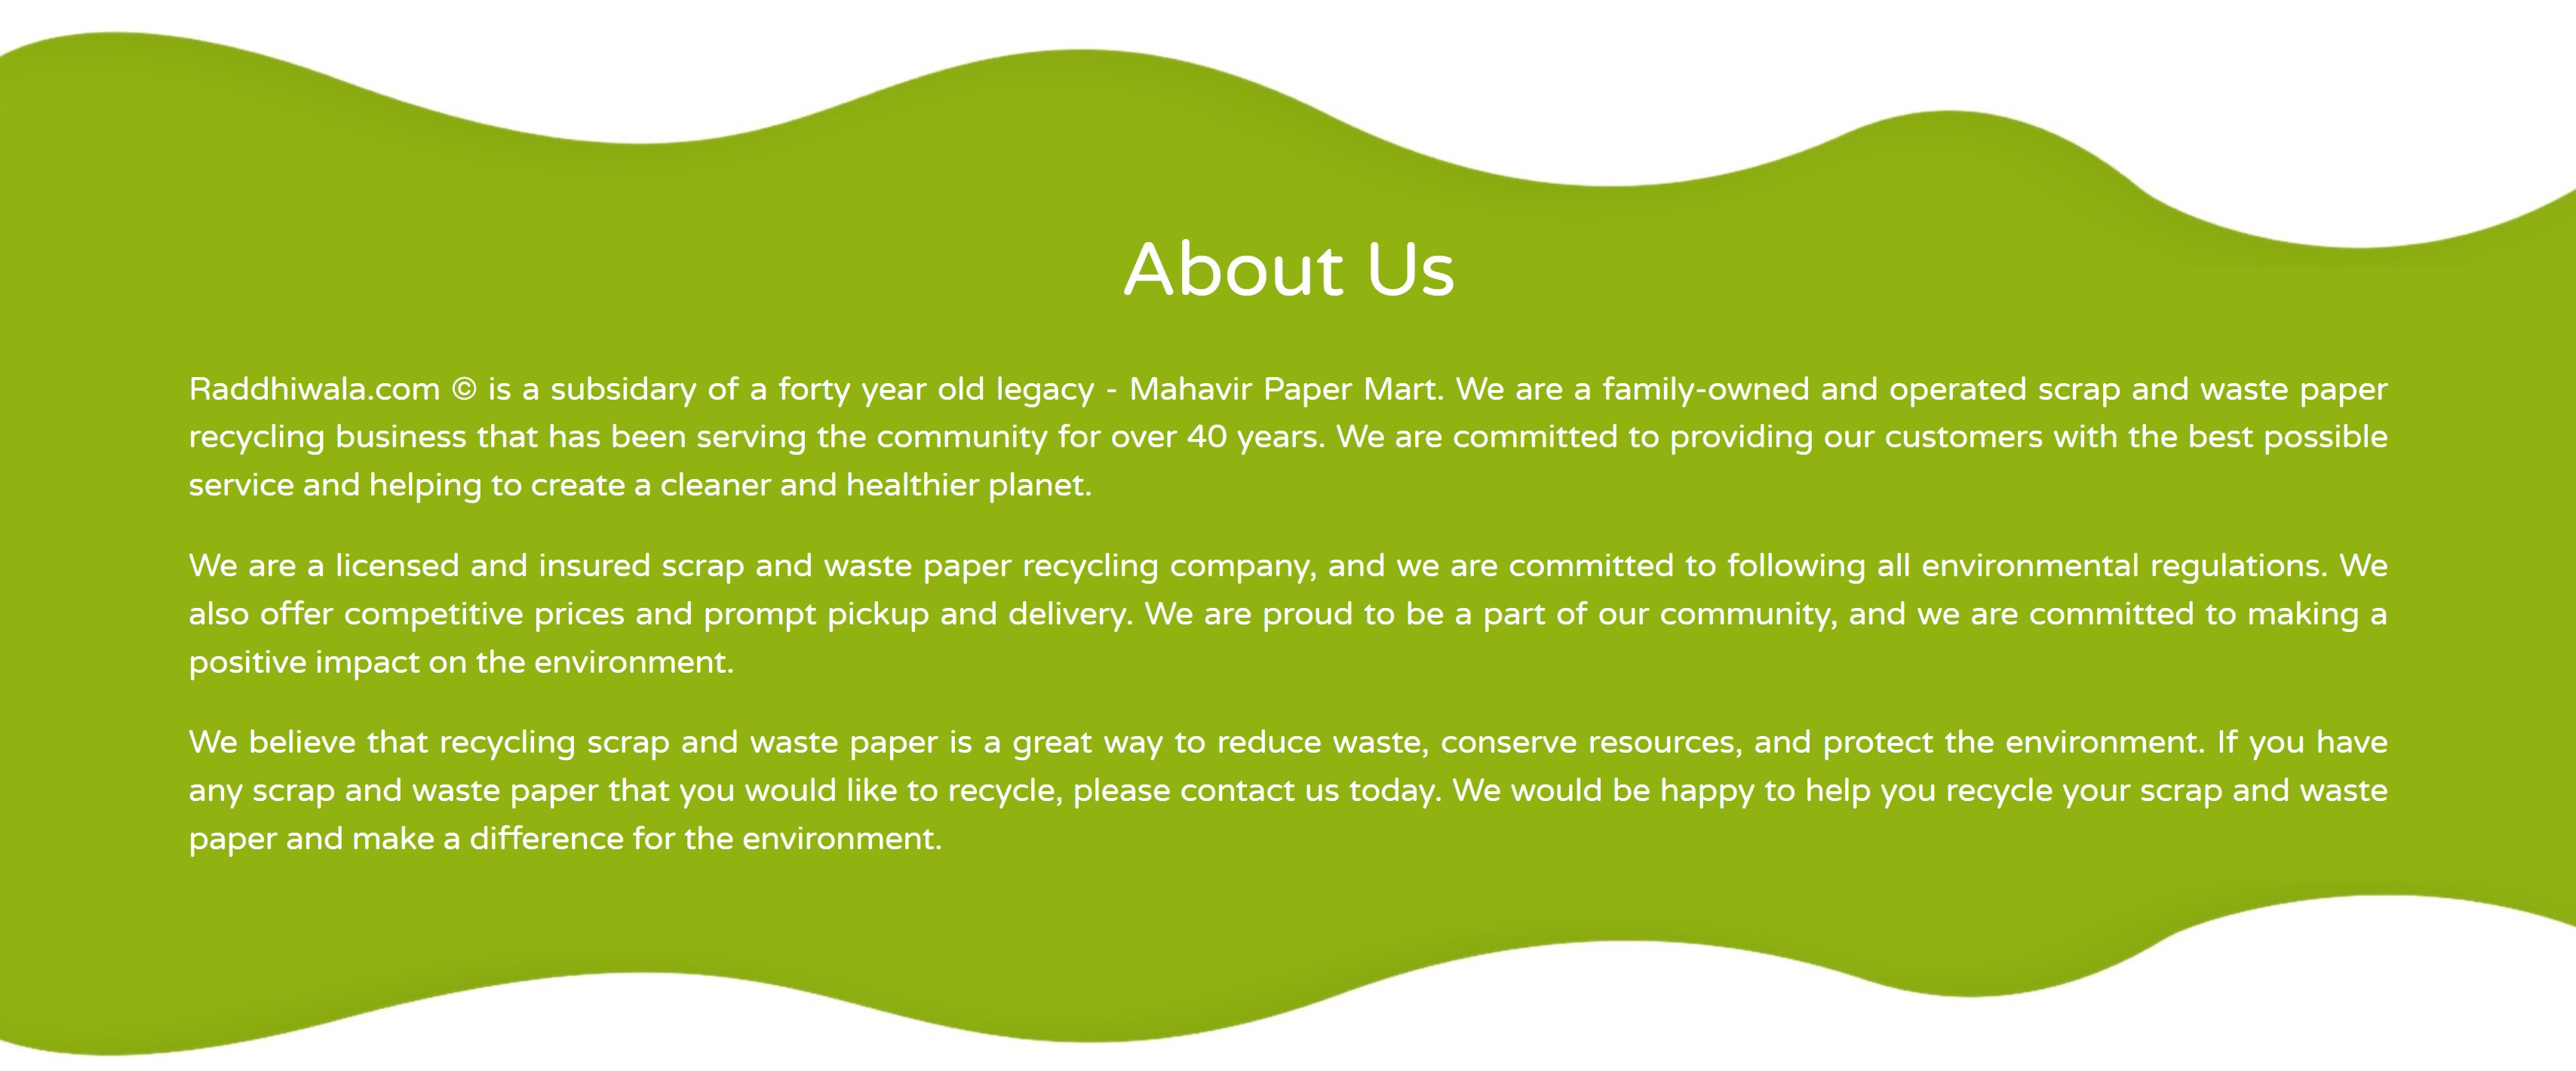 About Us
Raddhiwala.com © is a subsidary of a forty year old legacy - Mahavir Paper Mart. We are a family-owned and operated scrap and waste paper
recycling business that has been serving the community for over 40 years. We are committed to providing our customers with the best possible
service and helping to create a cleaner and healthier planet.
We are a licensed and insured scrap and waste paper recycling company, and we are committed to following all environmental regulations. We
also offer competitive prices and prompt pickup and delivery. We are proud to be a part of our community, and we are committed to making a
positive impact on the environment.
We believe that recycling scrap and waste paper is a great way to reduce waste, conserve resources, and protect the environment. If you have
any scrap and waste paper that you would like to recycle, please contact us today. We would be happy to help you recycle your scrap and waste
paper and make a difference for the environment.